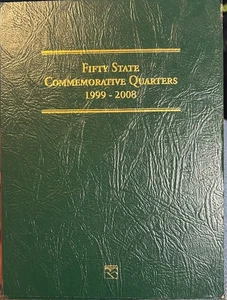 FIFTY STATE
COMMEMORATIVE QUARTERS
1999 - 2008